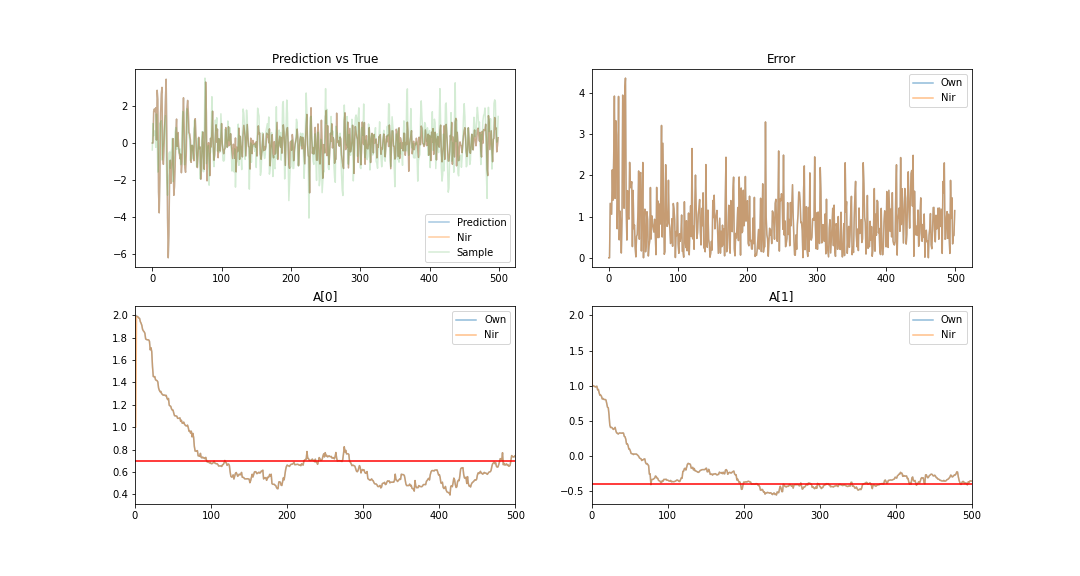 Prediction vs True
2
0
−2
−4
−6
0 100 200 300 400 500
Prediction
Nir
Sample
Error
4
3
2
1
0
0 100 200 300 400 500
Own
Nir
A[0]
2.0
1.8
1.6
1.4
1.2
1.0
0.8
0.6
0.4
0 100 200 300 400 500
Own
Nir
A[1]
2.0
1.5
1.0
0.5
0.0
−0.5
0 100 200 300 400 500
Own
Nir